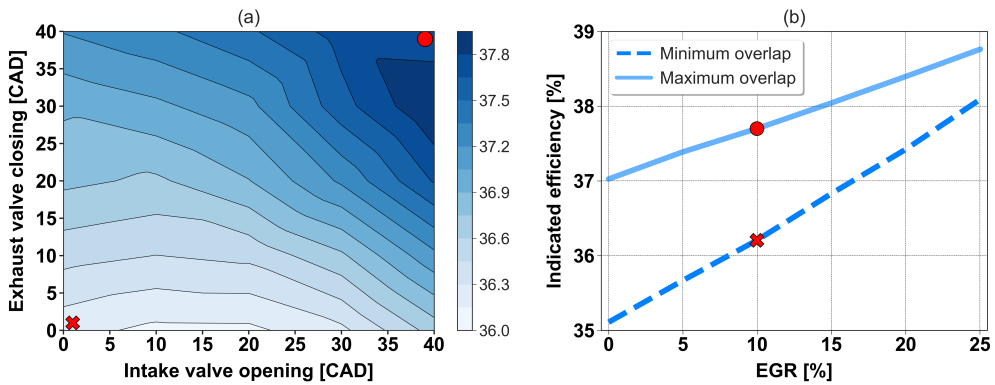 (a)
Exhaust valve closing [CAD]
40
35
30
25
20
15
10
5
0
0 5 10 15 20 25 30 35 40
Intake valve opening [CAD]
37.8
37.5
37.2
36.9
36.6
36.3
36.0
(b)
Indicated efficiency [%]
39
38
37
36
35
Minimum overlap
Maximum overlap
0 5 10 15 20 25
EGR [%]